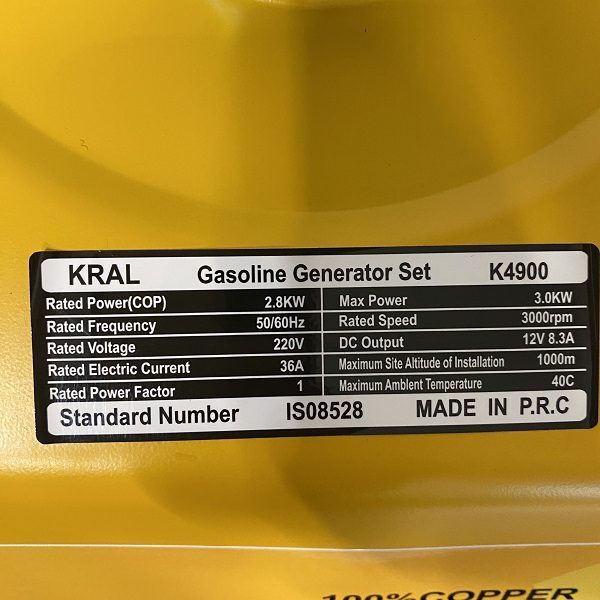 KRAL Gasoline Generator Set K4900
Rated Power(COP) 2.8KW Max Power 3.0KW
Rated Frequency 50/60Hz Rated Speed 3000rpm
Rated Voltage 220V DC Output 12V 8.3A
Rated Electric Current 36A Maximum Site Altitude of Installation 1000m
Rated Power Factor 1 Maximum Amblent Temperature 40C
Standard Number IS08528 MADE IN P.R.C
100%COPPER